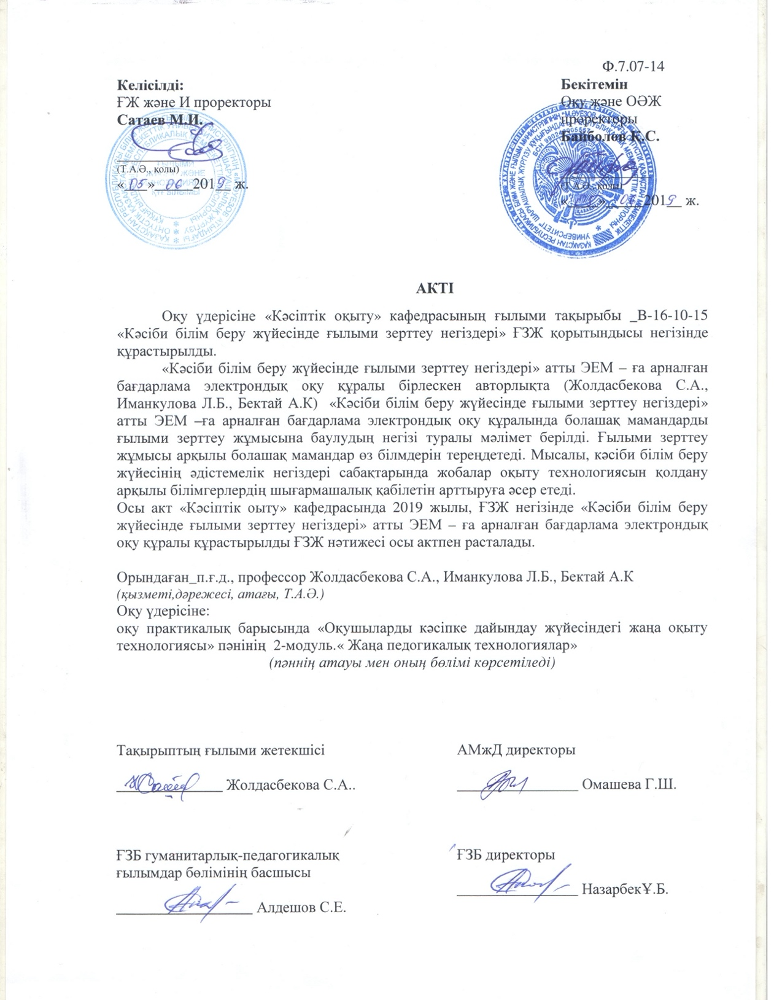 Ф.7.07-14
Келісілді:
ҒЖ және И проректоры
Сатаев М.И.
(Т.А.Ә., қолы)
«05» 06 2019 ж.
Бекітемін
Оқу және ОӘЖ
проректоры
Байболов Қ.С.
(Т.А.Ә., қолы)
« » 06 2019 ж.
АКТІ
Оқу үдерісіне «Кәсіптік оқыту» кафедрасының ғылыми тақырыбы _В-16-10-15
«Кәсіби білім беру жүйесінде ғылыми зерттеу негіздері» ҒЗЖ қорытындысы негізінде
құрастырылды.
«Кәсіби білім беру жүйесінде ғылыми зерттеу негіздері» атты ЭЕМ – ға арналған
бағдарлама электрондық оқу құралы бірлескен авторлықта (Жолдасбекова С.А.,
Иманкулова Л.Б., Бектай А.К) «Кәсіби білім беру жүйесінде ғылыми зерттеу негіздері»
атты ЭЕМ –ға арналған бағдарлама электрондық оқу құралында болашақ мамандарды
ғылыми зерттеу жұмысына баулудың негізі туралы мәлімет берілді. Ғылыми зерттеу
жұмысы арқылы болашақ мамандар өз білмдерін тереңдетеді. Мысалы, кәсіби білім беру
жүйесінің әдістемелік негіздері сабақтарында жобалар оқыту технологиясын қолдану
арқылы білімгерлердің шығармашалық қабілетін арттыруға әсер етеді.
Осы акт «Кәсіптік оыту» кафедрасында 2019 жылы, ҒЗЖ негізінде «Кәсіби білім беру
жүйесінде ғылыми зерттеу негіздері» атты ЭЕМ – ға арналған бағдарлама электрондық
оқу құралы құрастырылды ҒЗЖ нәтижесі осы актпен расталады.
Орындаған_п.ғ.д., профессор Жолдасбекова С.А., Иманкулова Л.Б., Бектай А.К
(қызметі,дәрежесі, атағы, Т.А.Ә.)
Оқу үдерісіне:
оқу практикалық барысында «Оқушыларды кәсіпке дайындау жүйесіндегі жаңа оқыту
технологиясы» пәнінің 2-модуль.« Жаңа педогикалық технологиялар»
(пәннің атауы мен оның бөлімі көрсетіледі)
Тақырыптың ғылыми жетекшісі
Жолдасбекова С.А..
АМжД директоры
Омашева Г.Ш.
ҒЗБ гуманитарлық-педагогикалық
ғылымдар бөлімінің басшысы
Алдешов С.Е.
ҒЗБ директоры
НазарбекҰ.Б.